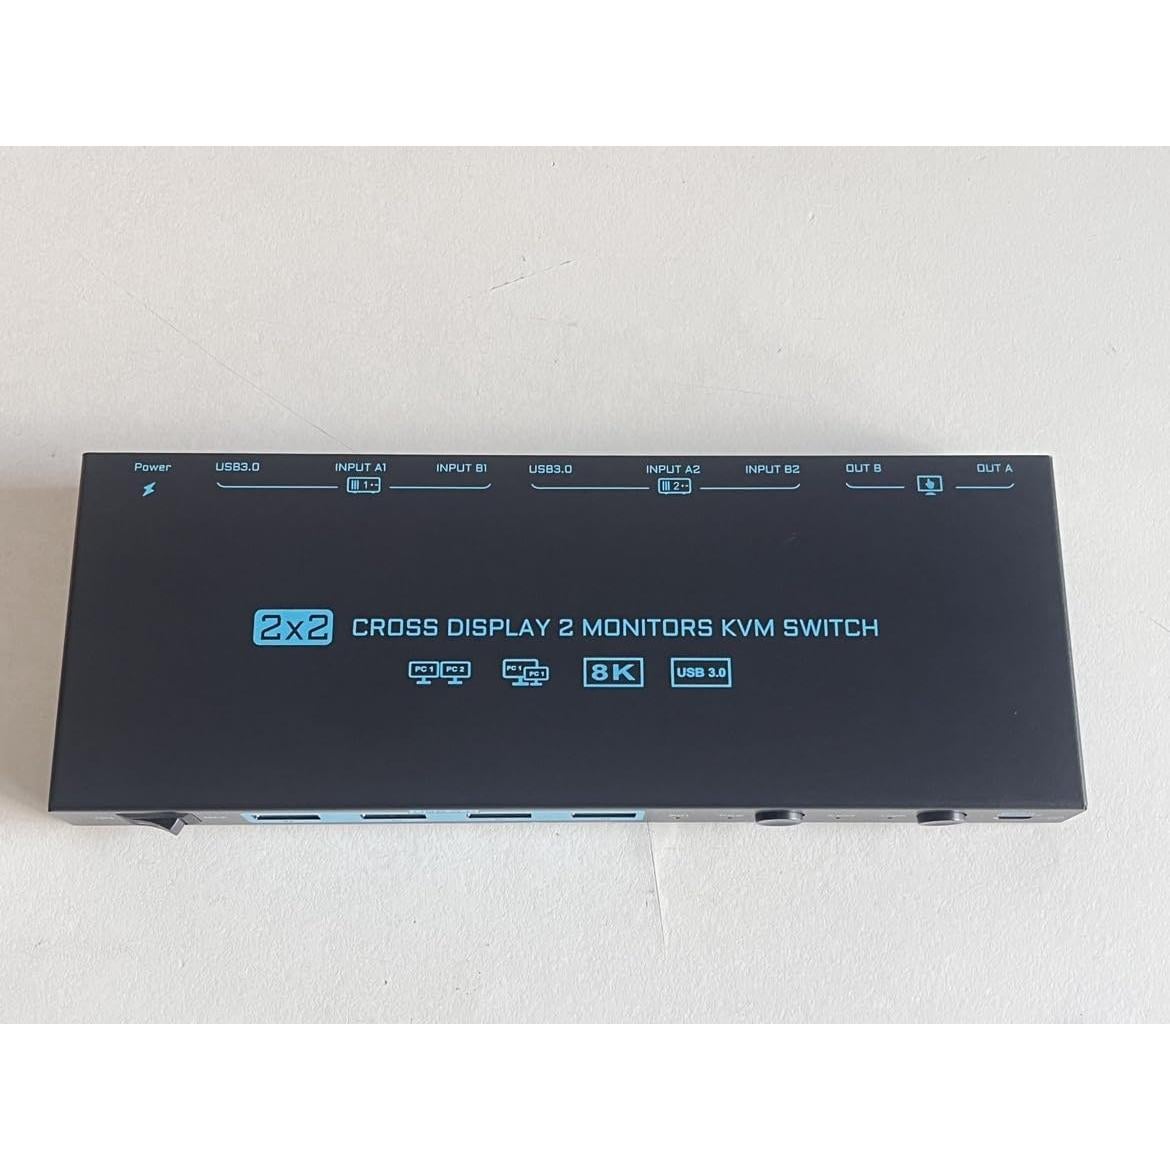 Power USB3.0 INPUT A1 INPUT B1 USB3.0 INPUT A2 INPUT B2 OUT B OUT A
1 2
2x2 CROSS DISPLAY 2 MONITORS KVM SWITCH
PC 1 PC 2 PC 1 PC 1 8K USB 3.0